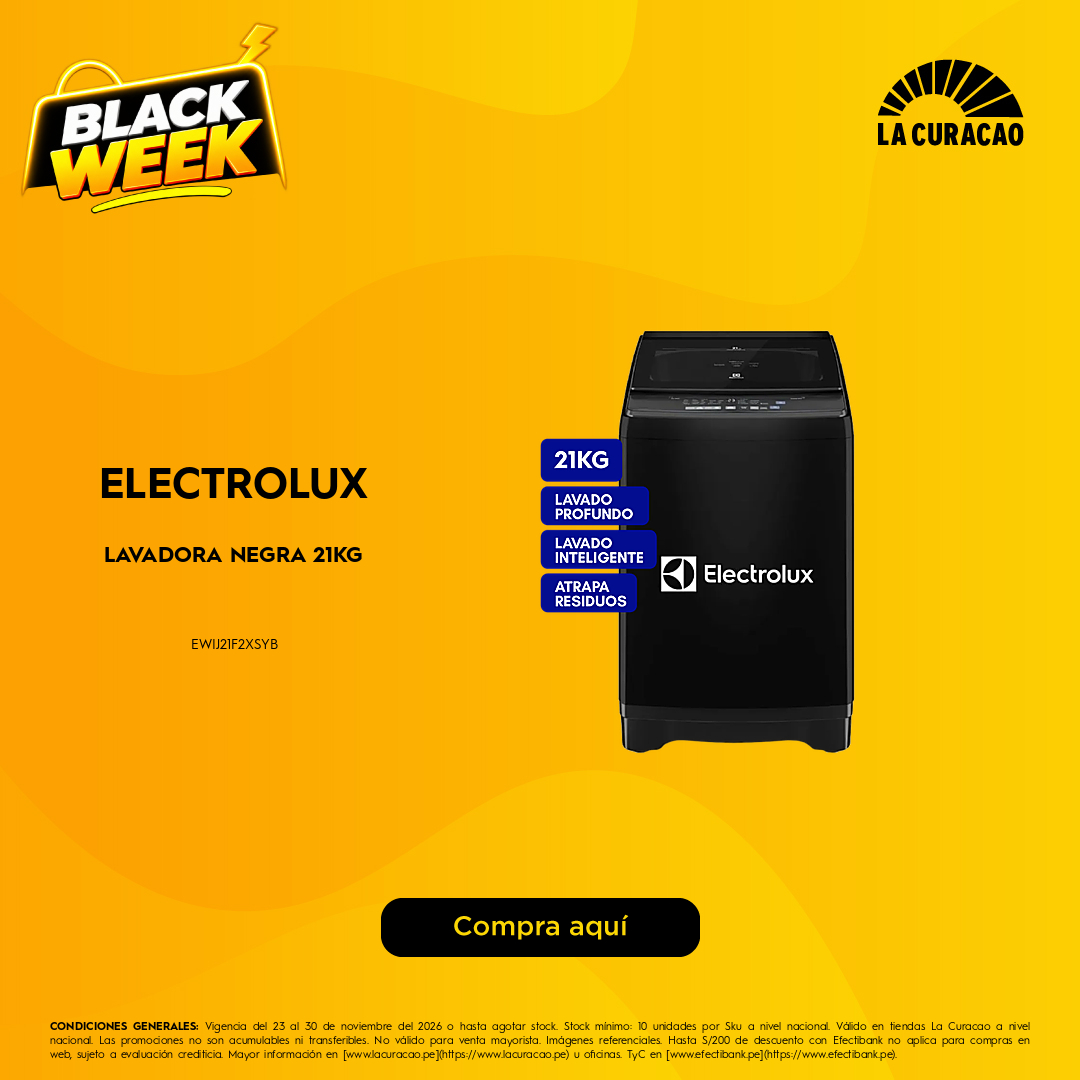 BLACK
WEEK
LA CURACAO
ELECTROLUX
LAVADORA NEGRA 21KG
EWIJ21F2XSYB
21KG
LAVADO
PROFUNDO
LAVADO
INTELIGENTE
ATRAPA
RESIDUOS
Electrolux
Compra aquí
CONDICIONES GENERALES: Vigencia del 23 al 30 de noviembre del 2026 o hasta agotar stock. Stock mínimo: 10 unidades por Sku a nivel nacional. Válido en tiendas La Curacao a nivel
nacional. Las promociones no son acumulables ni transferibles. No válido para venta mayorista. Imágenes referenciales. Hasta S/200 de descuento con Efectibank no aplica para compras en
web, sujeto a evaluación crediticia. Mayor información en [www.lacuracao.pe](https://www.lacuracao.pe) u oficinas. TyC en [www.efectibank.pe](https://www.efectibank.pe).